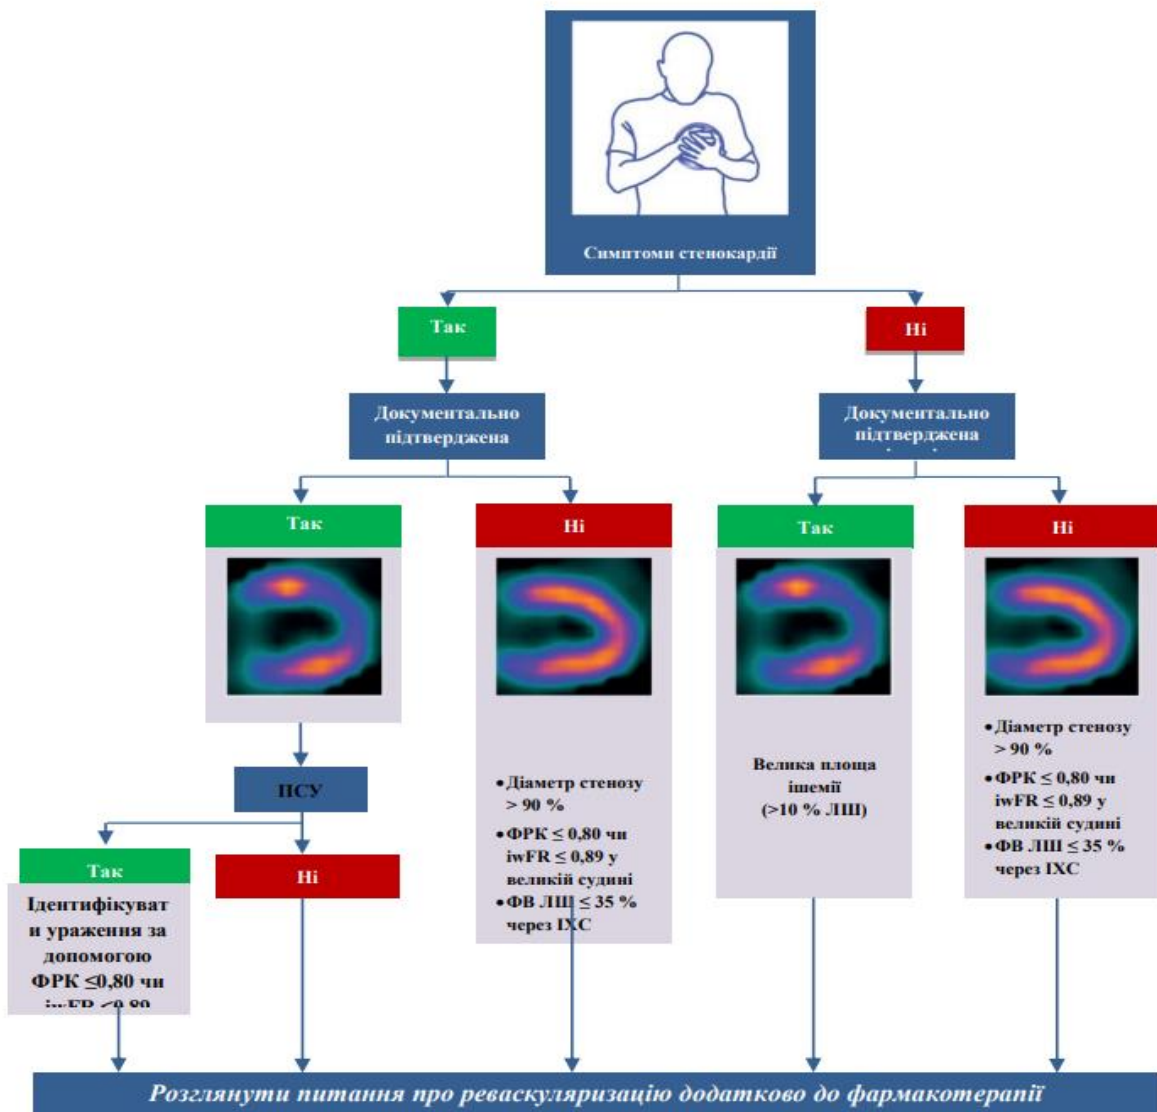 Симптоми стенокардії
Так
Ні
Документально
підтверджена
Документально
підтверджена
Так
Ні
Так
Ні
ПСУ
Так
Ідентифікуват
и ураження за
допомогою
ФРК ≤0,80 чи
iwFR ≤0,89
Ні
•Діаметр стенозу
> 90 %
•ФРК ≤ 0,80 чи
iwFR ≤ 0,89 у
великій судині
•ФВ ЛШ ≤ 35 %
через ІХС
Велика площа
ішемії
(>10 % ЛШ)
•Діаметр стенозу
> 90 %
•ФРК ≤ 0,80 чи
iwFR ≤ 0,89 у
великій судині
•ФВ ЛШ ≤ 35 %
через ІХС
Розглянути питання про реваскуляризацію додатково до фармакотерапії